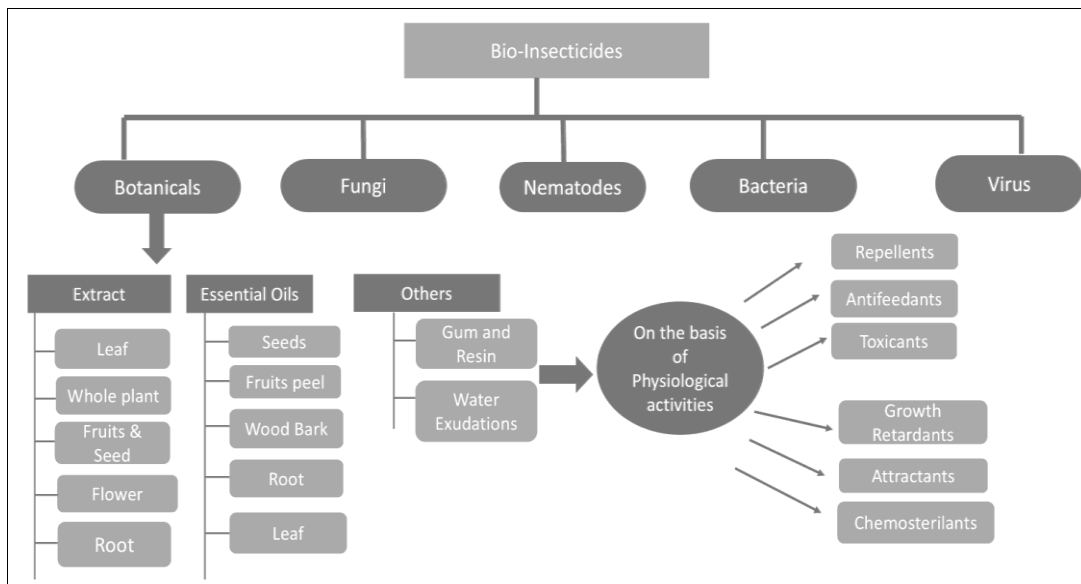 Bio-Insecticides
Botanicals
Fungi
Nematodes
Bacteria
Virus
Extract
Leaf
Whole plant
Fruits &
Seed
Flower
Root
Essential Oils
Seeds
Fruits peel
Wood Bark
Root
Leaf
Others
Gum and
Resin
Water
Exudations
On the basis
of
Physiological
activities
Repellents
Antifeedants
Toxicants
Growth
Retardants
Attractants
Chemosterilants